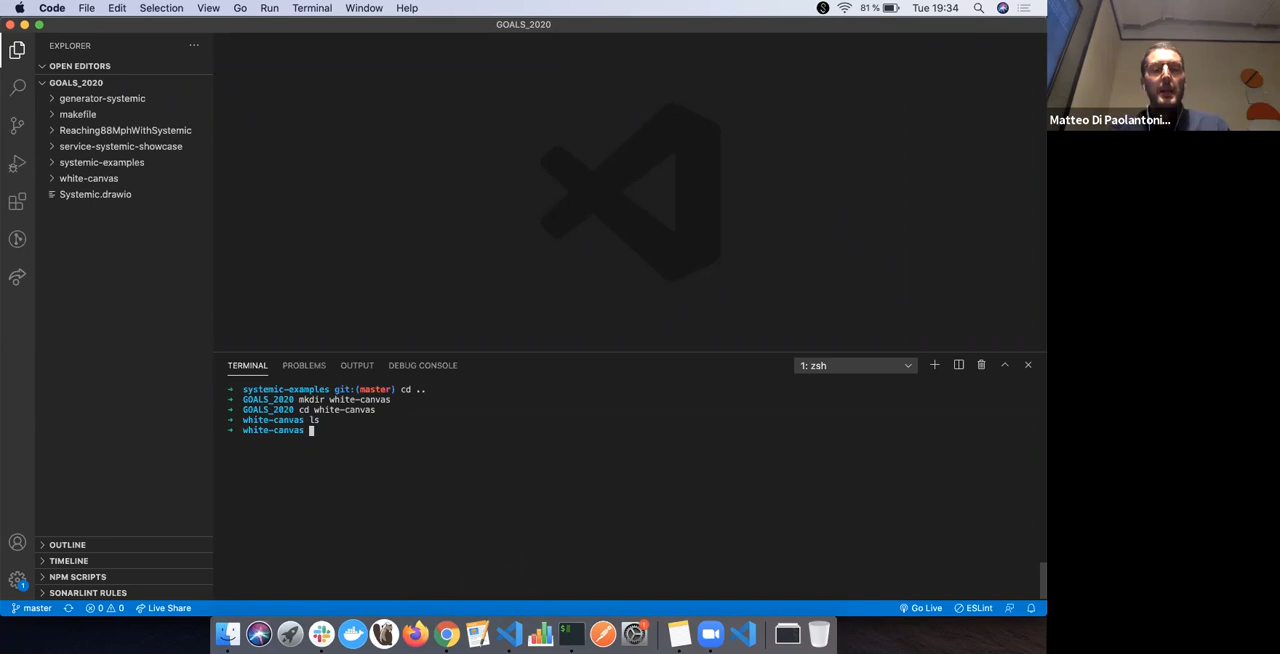 Code File Edit Selection View Go Run Terminal Window Help
81 % Tue 19:34
GOALS_2020
EXPLORER
OPEN EDITORS
GOALS_2020
generator-systemic
makefile
Reaching88MphWithSystemic
service-systemic-showcase
systemic-examples
white-canvas
Systemic.drawio
OUTLINE
TIMELINE
NPM SCRIPTS
SONARLINT RULES
TERMINAL PROBLEMS OUTPUT DEBUG CONSOLE
1: zsh
➜ systemic-examples git:(master) cd ..
➜ GOALS_2020 mkdir white-canvas
➜ GOALS_2020 cd white-canvas
➜ white-canvas ls
➜ white-canvas
1
master 0 0 Live Share
Go Live ESLint
Matteo Di Paolantoni...